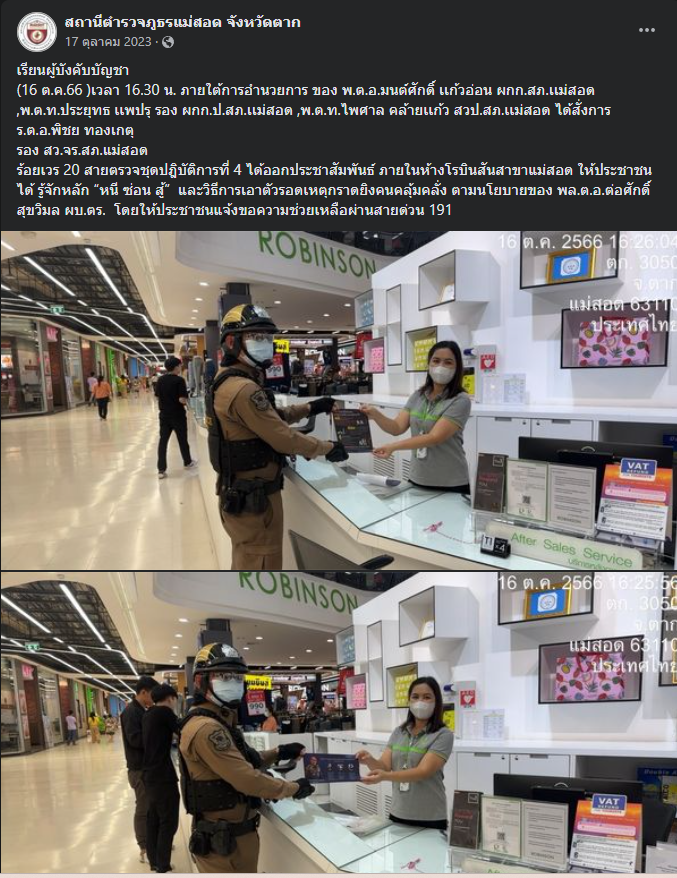 สถานีตำรวจภูธรแม่สอด จังหวัดตาก
17 ตุลาคม 2023 ·
เรียนผู้บังคับบัญชา
(16 ต.ค.66 )เวลา 16.30 น. ภายใต้การอำนวยการ ของ พ.ต.อ.มนต์ศักดิ์ แก้วอ่อน ผกก.สภ.แม่สอด
,พ.ต.ท.ประยุทธ แพปรุ รอง ผกก.ป.สภ.แม่สอด ,พ.ต.ท.ไพศาล คล้ายแก้ว สวป.สภ.แม่สอด ได้สั่งการ
ร.ต.อ.พิชย ทองเกตุ
รอง สว.จร.สภ.แม่สอด
ร้อยเวร 20 สายตรวจชุดปฎิบัติการที่ 4 ได้ออกประชาสัมพันธ์ ภายในห้างโรบินสันสาขาแม่สอด ให้ประชาชน
ได้ รู้จักหลัก “หนี ซ่อน สู้” และวิธีการเอาตัวรอดเหตุกราดยิงคนคลุ้มคลั่ง ตามนโยบายของ พล.ต.อ.ต่อศักดิ์
สุขวิมล ผบ.ตร. โดยให้ประชาชนแจ้งขอความช่วยเหลือผ่านสายด่วน 191
ROBINSON
16 ต.ค. 2566 16:26:04
ตก. 3050
จ.ตาก
แม่สอด 63110
ประเทศไทย
AED
VAT
REFUND
T1
After Sales Service
ROBINSON
16 ต.ค. 2566 16:25:56
ตก. 3050
จ.ตาก
แม่สอด 63110
ประเทศไทย
990
VAT
REFUND